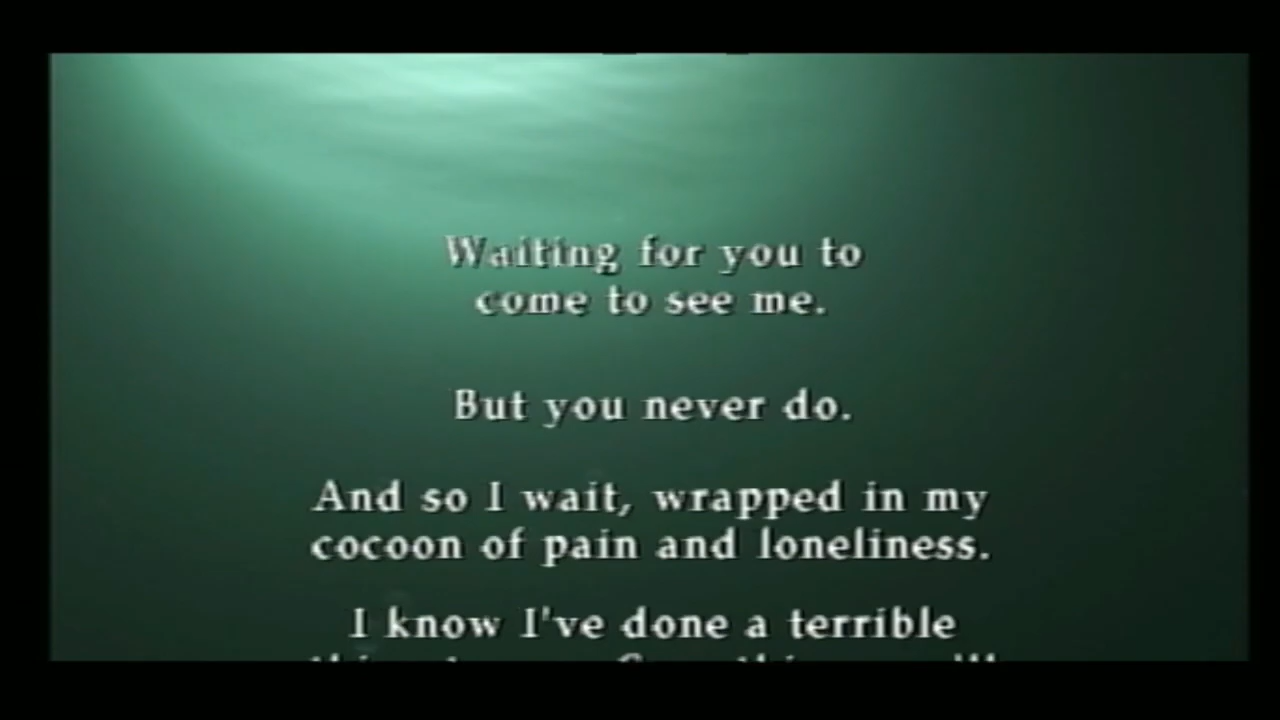 Waiting for you to
come to see me.
But you never do.
And so I wait, wrapped in my
cocoon of pain and loneliness.
I know I've done a terrible